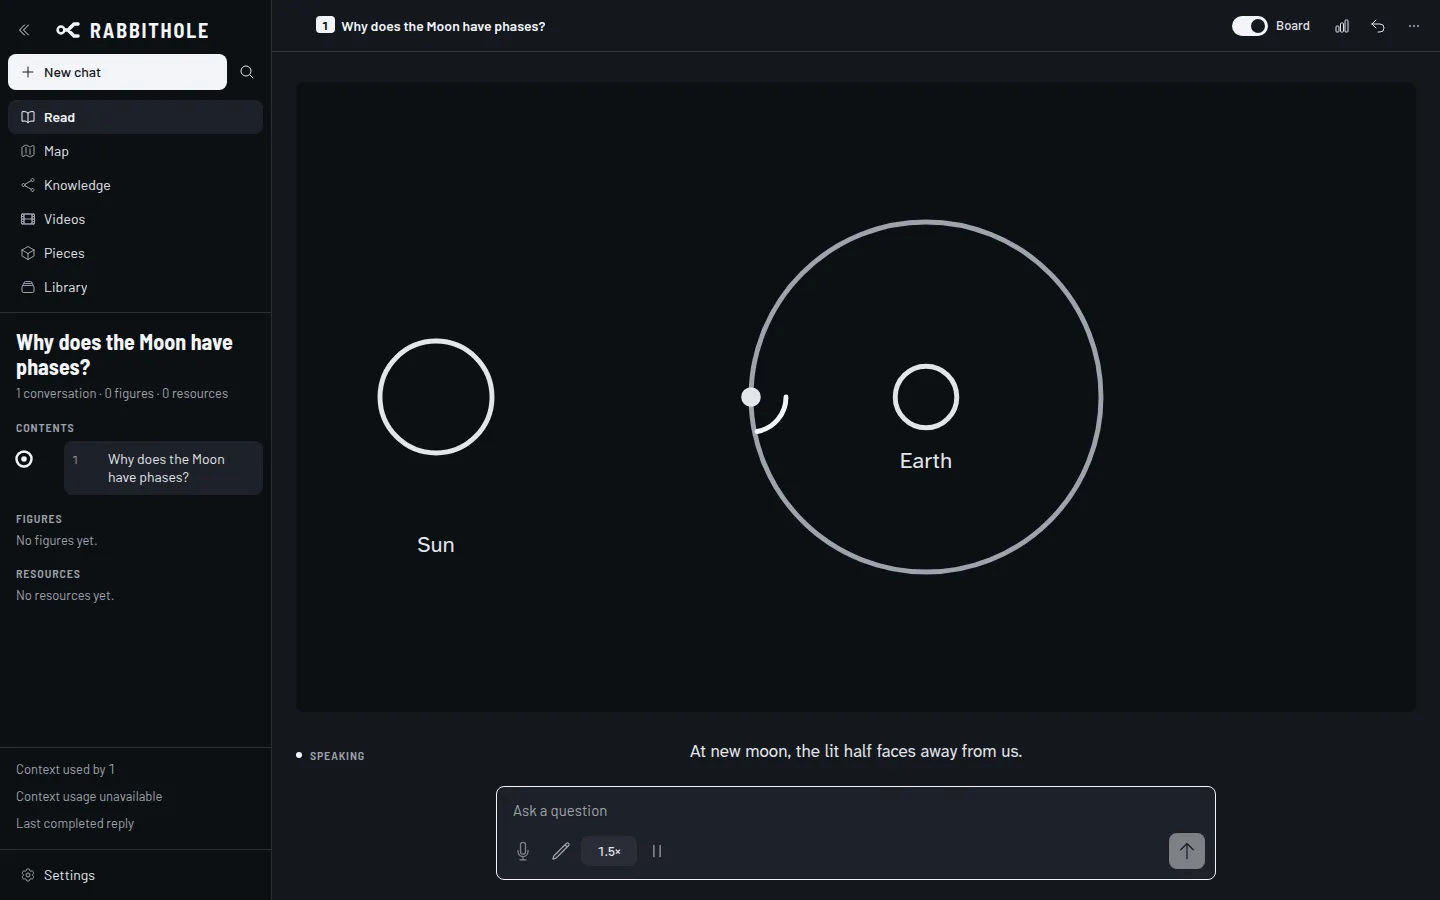 RABBITHOLE
New chat
Read
Map
Knowledge
Videos
Pieces
Library
Why does the Moon have
phases?
1 conversation · 0 figures · 0 resources
CONTENTS
1 Why does the Moon
have phases?
FIGURES
No figures yet.
RESOURCES
No resources yet.
Context used by 1
Context usage unavailable
Last completed reply
Settings
1 Why does the Moon have phases?
Board
Sun
Earth
SPEAKING
At new moon, the lit half faces away from us.
Ask a question
1.5×